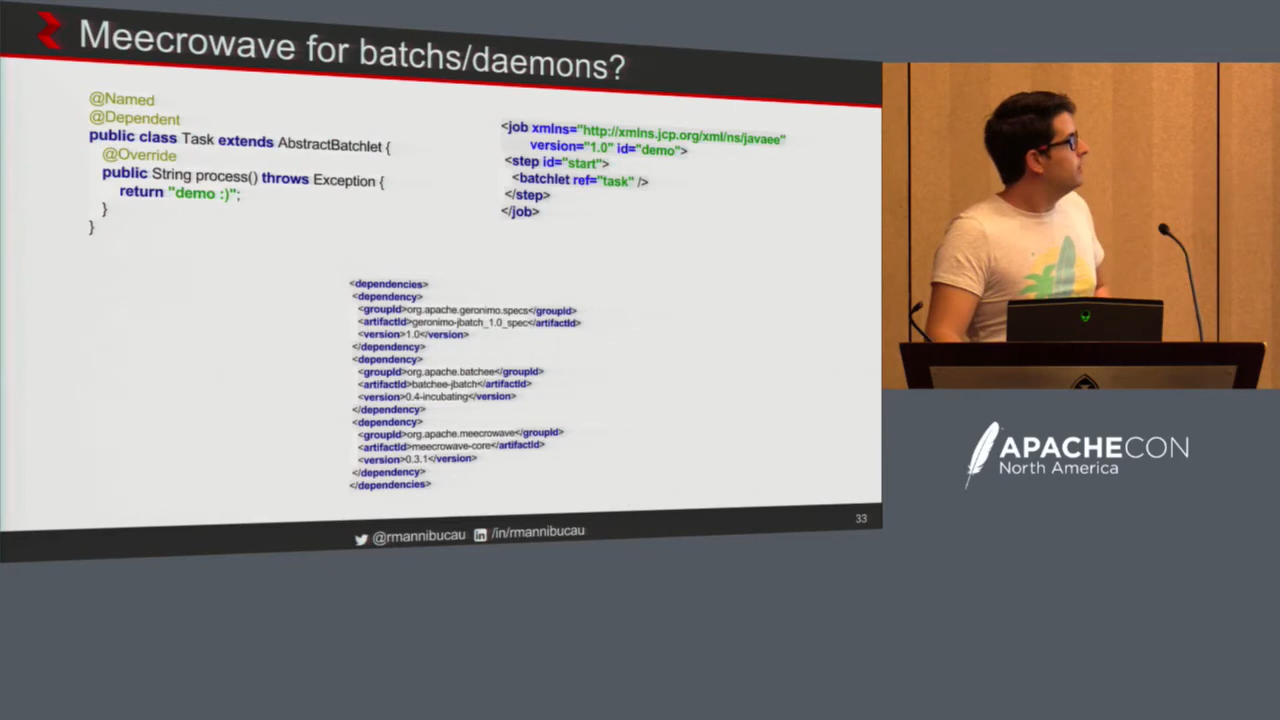 Meecrowave for batchs/daemons?
@Named
@Dependent
public class Task extends AbstractBatchlet {
@Override
public String process() throws Exception {
return "demo :)";
}
}
<job xmlns="http://xmlns.jcp.org/xml/ns/javaee"
version="1.0" id="demo">
<step id="start">
<batchlet ref="task" />
</step>
</job>
<dependencies>
<dependency>
<groupId>org.apache.geronimo.specs</groupId>
<artifactId>geronimo-jbatch_1.0_spec</artifactId>
<version>1.0</version>
</dependency>
<dependency>
<groupId>org.apache.batchee</groupId>
<artifactId>batchee-jbatch</artifactId>
<version>0.4-incubating</version>
</dependency>
<dependency>
<groupId>org.apache.meecrowave</groupId>
<artifactId>meecrowave-core</artifactId>
<version>0.3.1</version>
</dependency>
</dependencies>
@rmannibucau /in/rmannibucau
33
APACHECON
North America